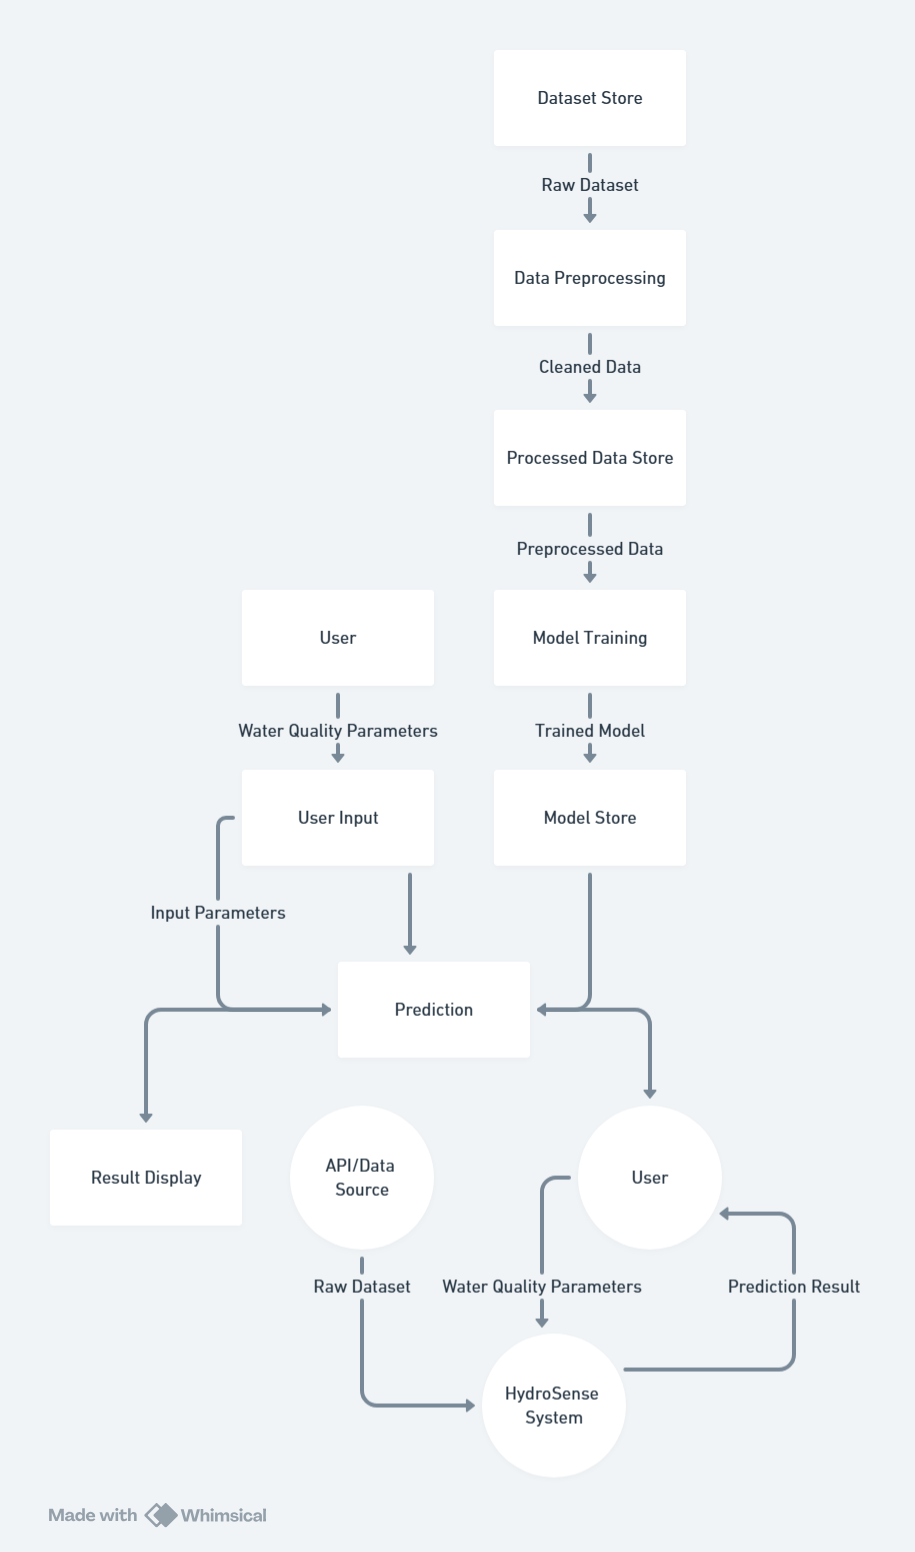 Dataset Store
Raw Dataset
Data Preprocessing
Cleaned Data
Processed Data Store
Preprocessed Data
User
Model Training
Water Quality Parameters
Trained Model
User Input
Model Store
Input Parameters
Prediction
Result Display
API/Data
Source
User
Raw Dataset
Water Quality Parameters
Prediction Result
HydroSense
System
Made with Whimsical